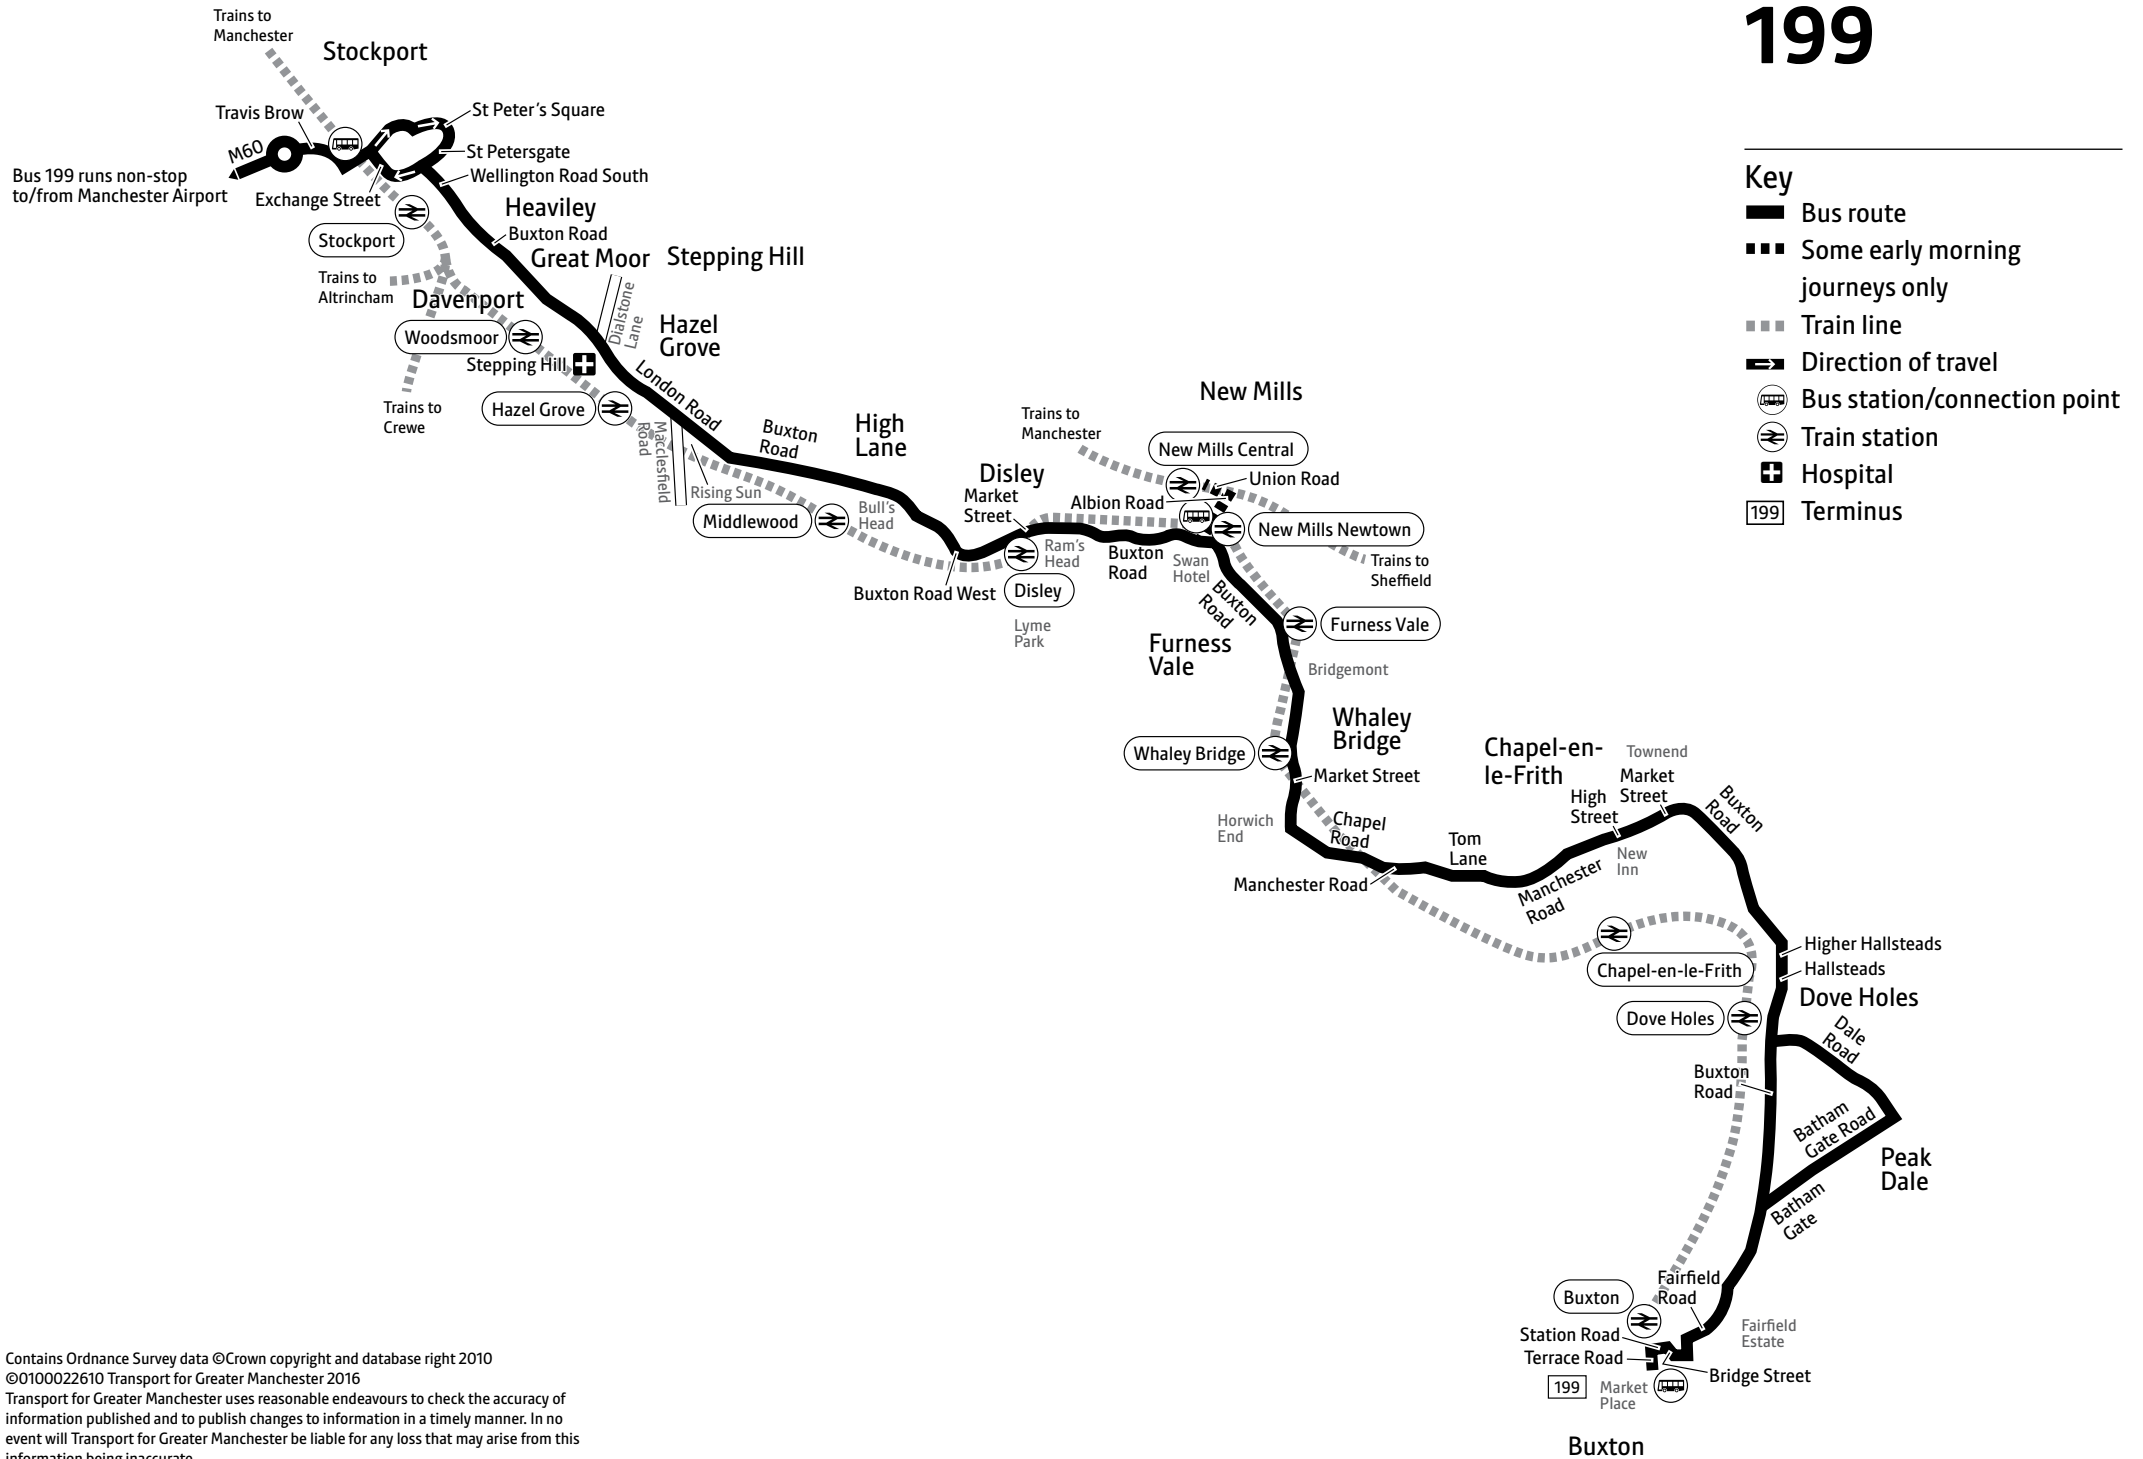 199
Trains to
Manchester
Stockport
Travis Brow
St Peter's Square
M60
St Petersgate
Bus 199 runs non-stop
to/from Manchester Airport
Wellington Road South
Exchange Street
Stockport
Heaviley
Buxton Road
Great Moor
Stepping Hill
Trains to
Altrincham
Davenport
Dialstone
Lane
Woodsmoor
Stepping Hill
Hazel
Grove
Trains to
Crewe
Hazel Grove
London Road
Macclesfield
Road
Buxton
Road
Rising Sun
High
Lane
Middlewood
Bull's
Head
Disley
Market
Street
Buxton Road West
Disley
Ram's
Head
Lyme
Park
Trains to
Manchester
New Mills
New Mills Central
Union Road
Albion Road
New Mills Newtown
Buxton
Road
Swan
Hotel
Trains to
Sheffield
Buxton
Road
Furness
Vale
Furness Vale
Bridgemont
Whaley
Bridge
Whaley Bridge
Market Street
Horwich
End
Chapel
Road
Manchester Road
Tom
Lane
Chapel-en-
le-Frith
Townend
Market
Street
High
Street
Manchester
Road
New
Inn
Buxton
Road
Chapel-en-le-Frith
Higher Hallsteads
Hallsteads
Dove Holes
Dove Holes
Dale
Road
Buxton
Road
Batham
Gate Road
Peak
Dale
Batham
Gate
Buxton
Fairfield
Road
Station Road
Terrace Road
Fairfield
Estate
Bridge Street
199
Market
Place
Buxton
Key
Bus route
Some early morning
journeys only
Train line
Direction of travel
Bus station/connection point
Train station
Hospital
199 Terminus
Contains Ordnance Survey data ©Crown copyright and database right 2010
©0100022610 Transport for Greater Manchester 2016
Transport for Greater Manchester uses reasonable endeavours to check the accuracy of
information published and to publish changes to information in a timely manner. In no
event will Transport for Greater Manchester be liable for any loss that may arise from this
information being inaccurate.